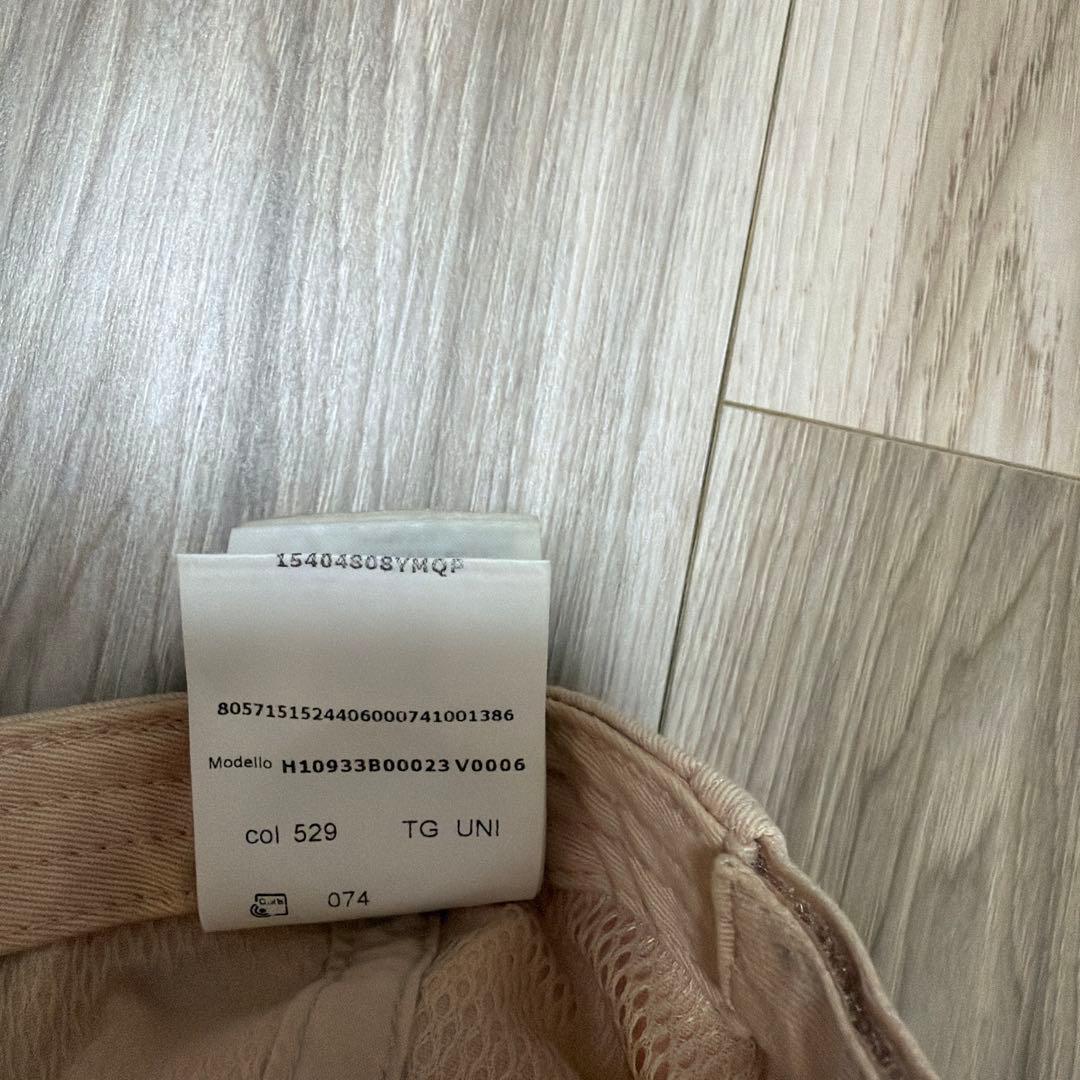 15404808YMQP
8057151524406000741001386
Modello H10933B00023 V0006
col 529 TG UNI
074